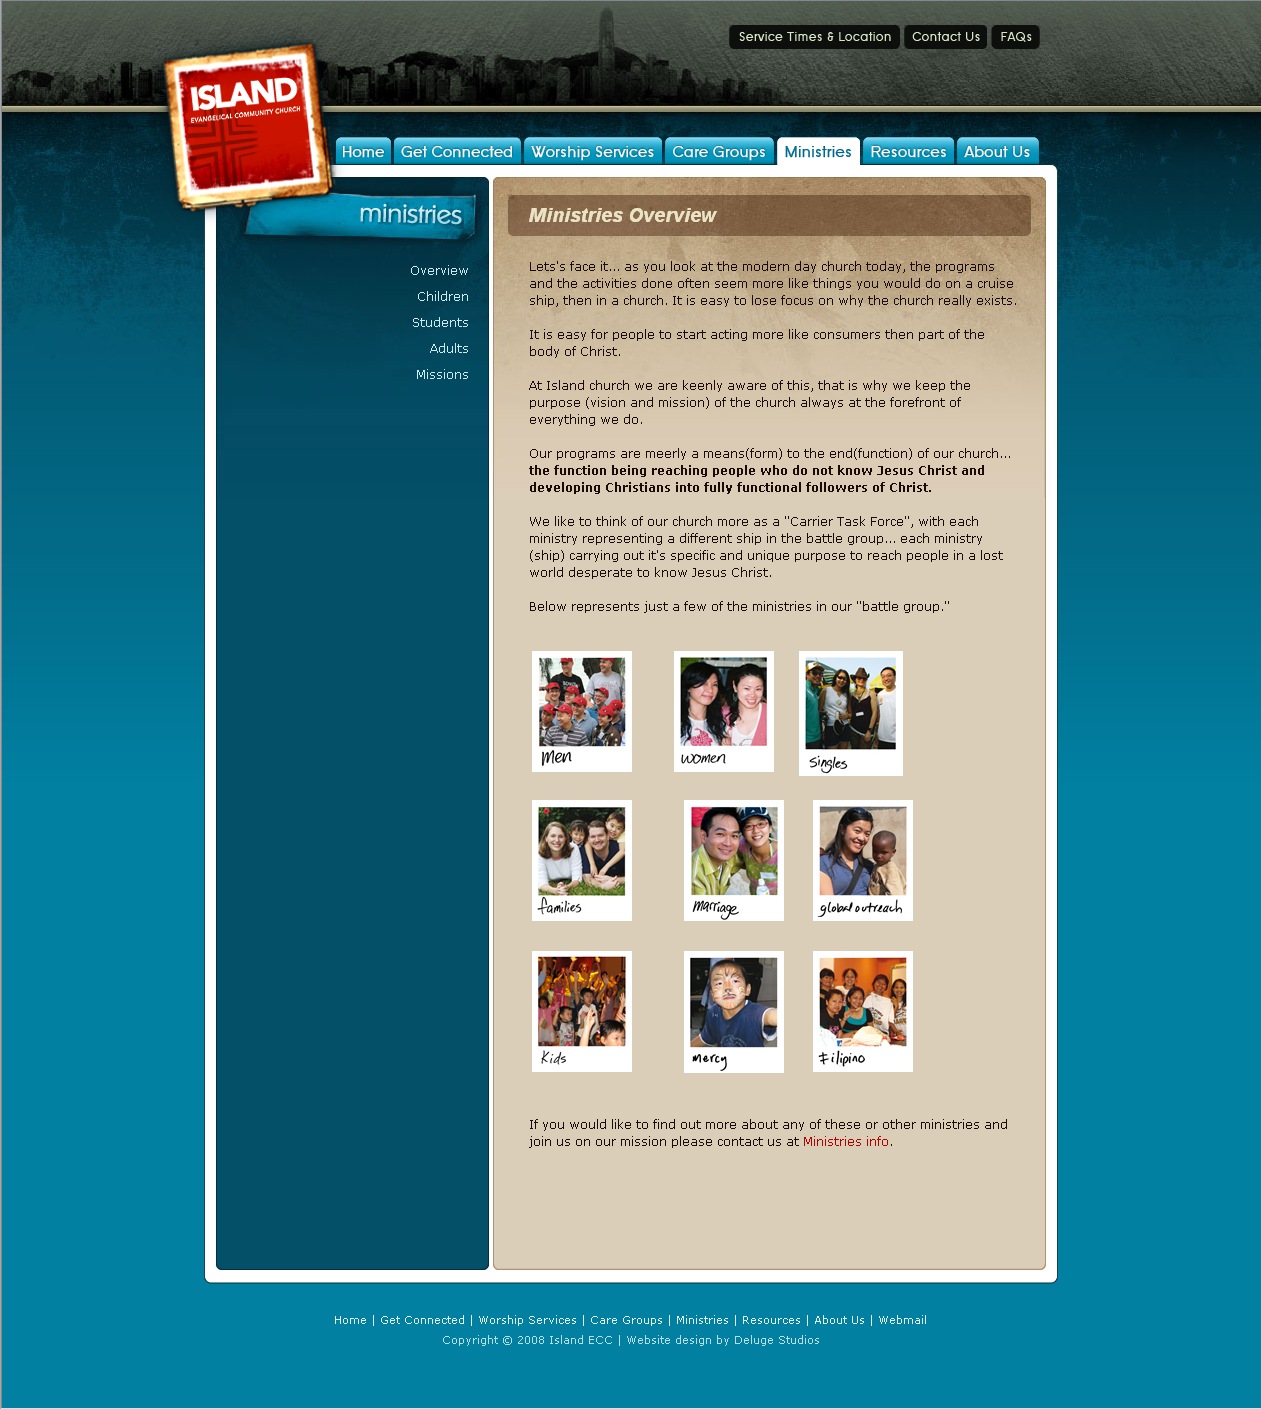 Service Times & Location
Contact Us
FAQs
ISLAND
EVANGELICAL COMMUNITY CHURCH
Home
Get Connected
Worship Services
Care Groups
Ministries
Resources
About Us
ministries
Overview
Children
Students
Adults
Missions
Ministries Overview
Lets's face it... as you look at the modern day church today, the programs
and the activities done often seem more like things you would do on a cruise
ship, then in a church. It is easy to lose focus on why the church really exists.
It is easy for people to start acting more like consumers then part of the
body of Christ.
At Island church we are keenly aware of this, that is why we keep the
purpose (vision and mission) of the church always at the forefront of
everything we do.
Our programs are meerly a means(form) to the end(function) of our church...
the function being reaching people who do not know Jesus Christ and
developing Christians into fully functional followers of Christ.
We like to think of our church more as a "Carrier Task Force", with each
ministry representing a different ship in the battle group... each ministry
(ship) carrying out it's specific and unique purpose to reach people in a lost
world desperate to know Jesus Christ.
Below represents just a few of the ministries in our "battle group."
men
women
singles
families
marriage
global outreach
Kids
mercy
Filipino
If you would like to find out more about any of these or other ministries and
join us on our mission please contact us at Ministries info.
Home | Get Connected | Worship Services | Care Groups | Ministries | Resources | About Us | Webmail
Copyright © 2008 Island ECC | Website design by Deluge Studios